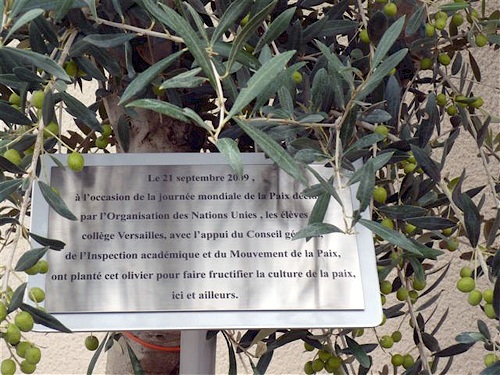 Le 21 septembre 2009 ,
à l'occasion de la journée mondiale de la Paix
par l'Organisation des Nations Unies , les élèves
collège Versailles, avec l'appui du Conseil
de l'Inspection académique et du Mouvement de la Paix,
ont planté cet olivier pour faire fructifier la culture de la paix,
ici et ailleurs.